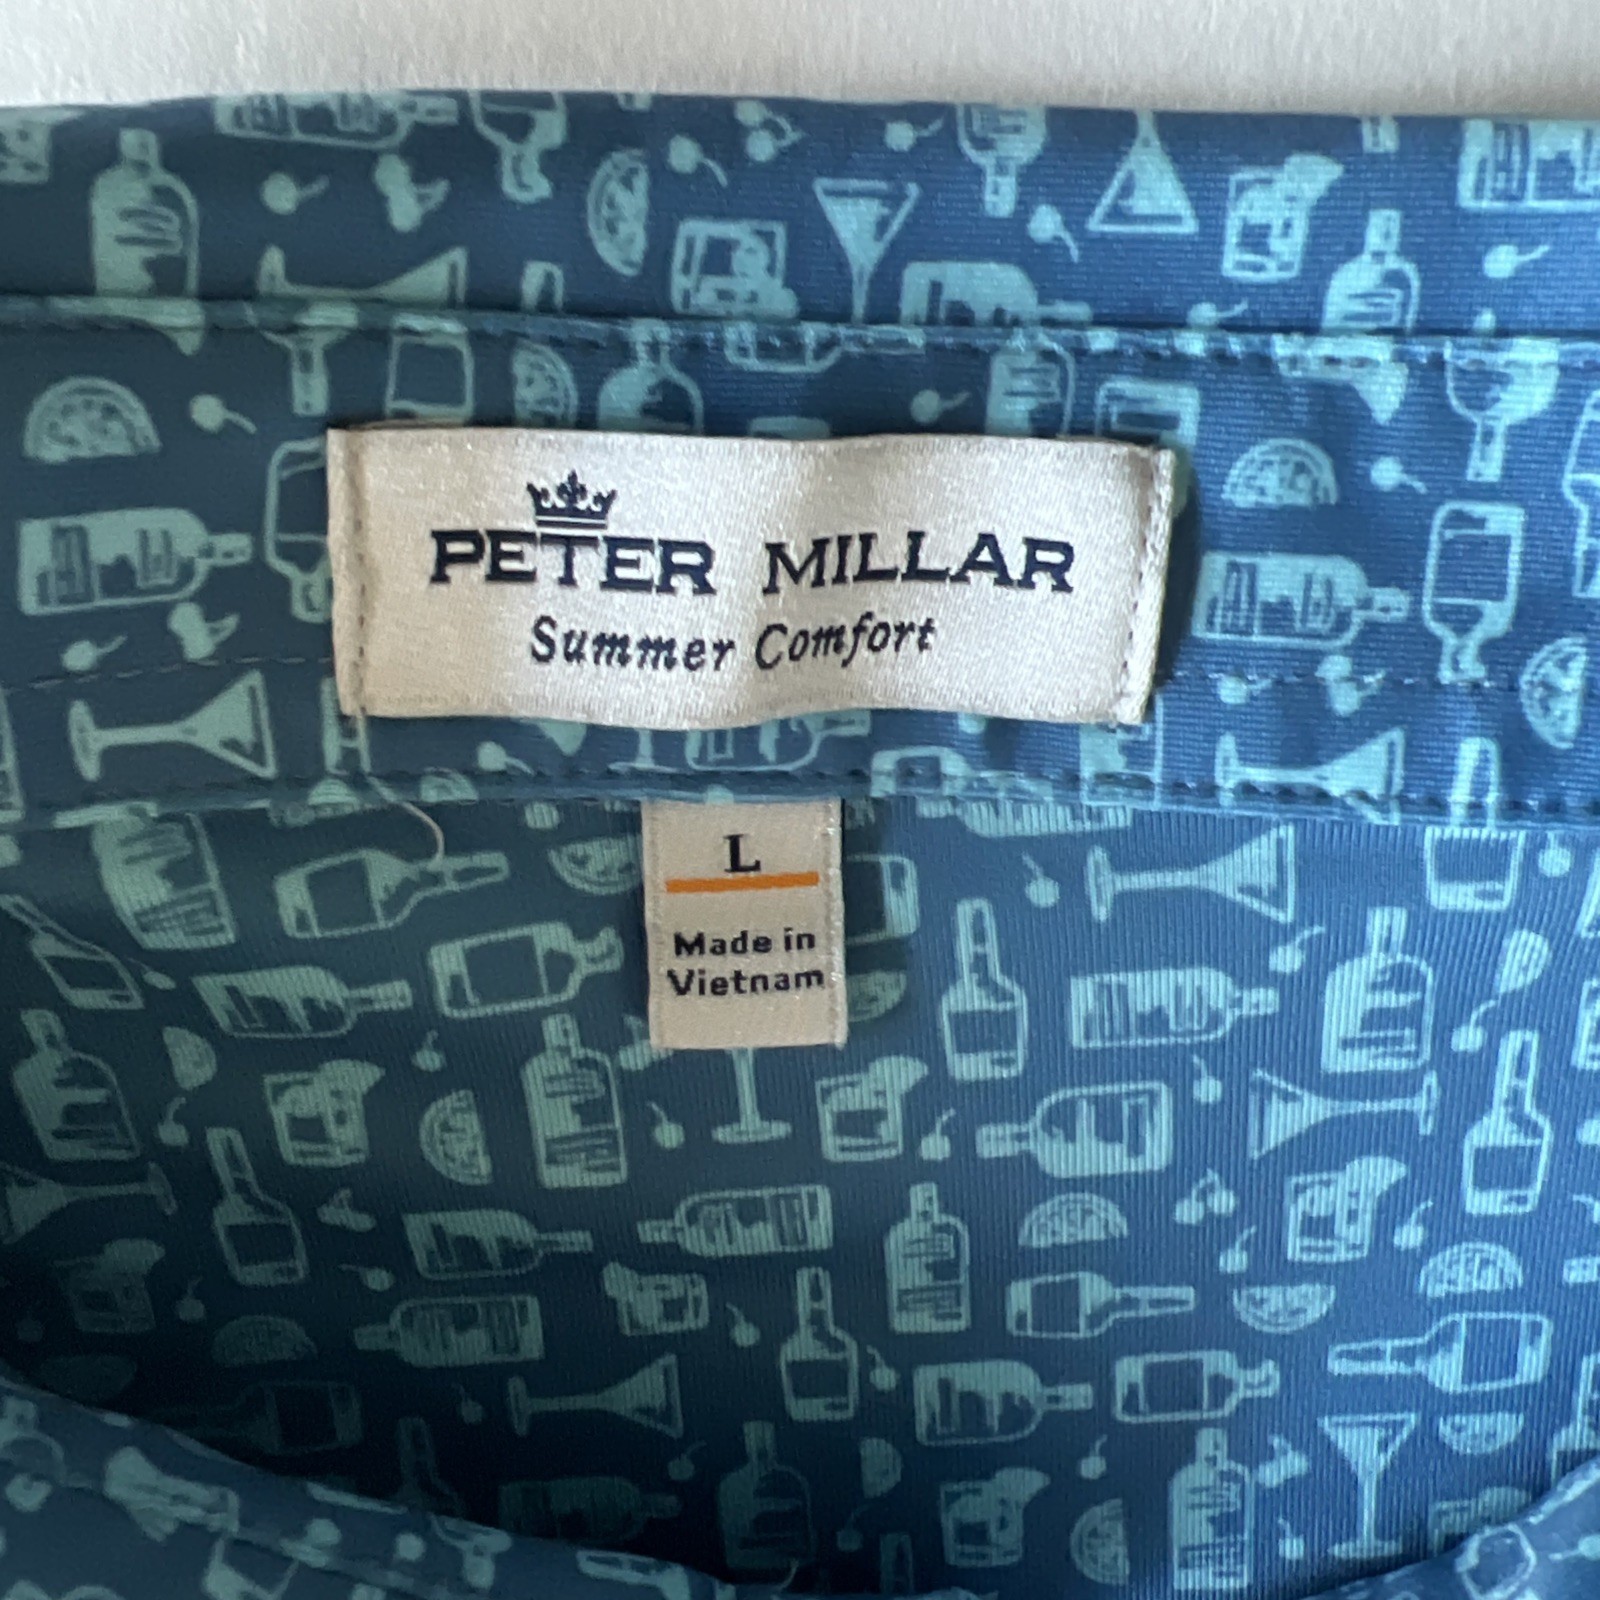 PETER MILLAR
Summer Comfort
L
Made in
Vietnam